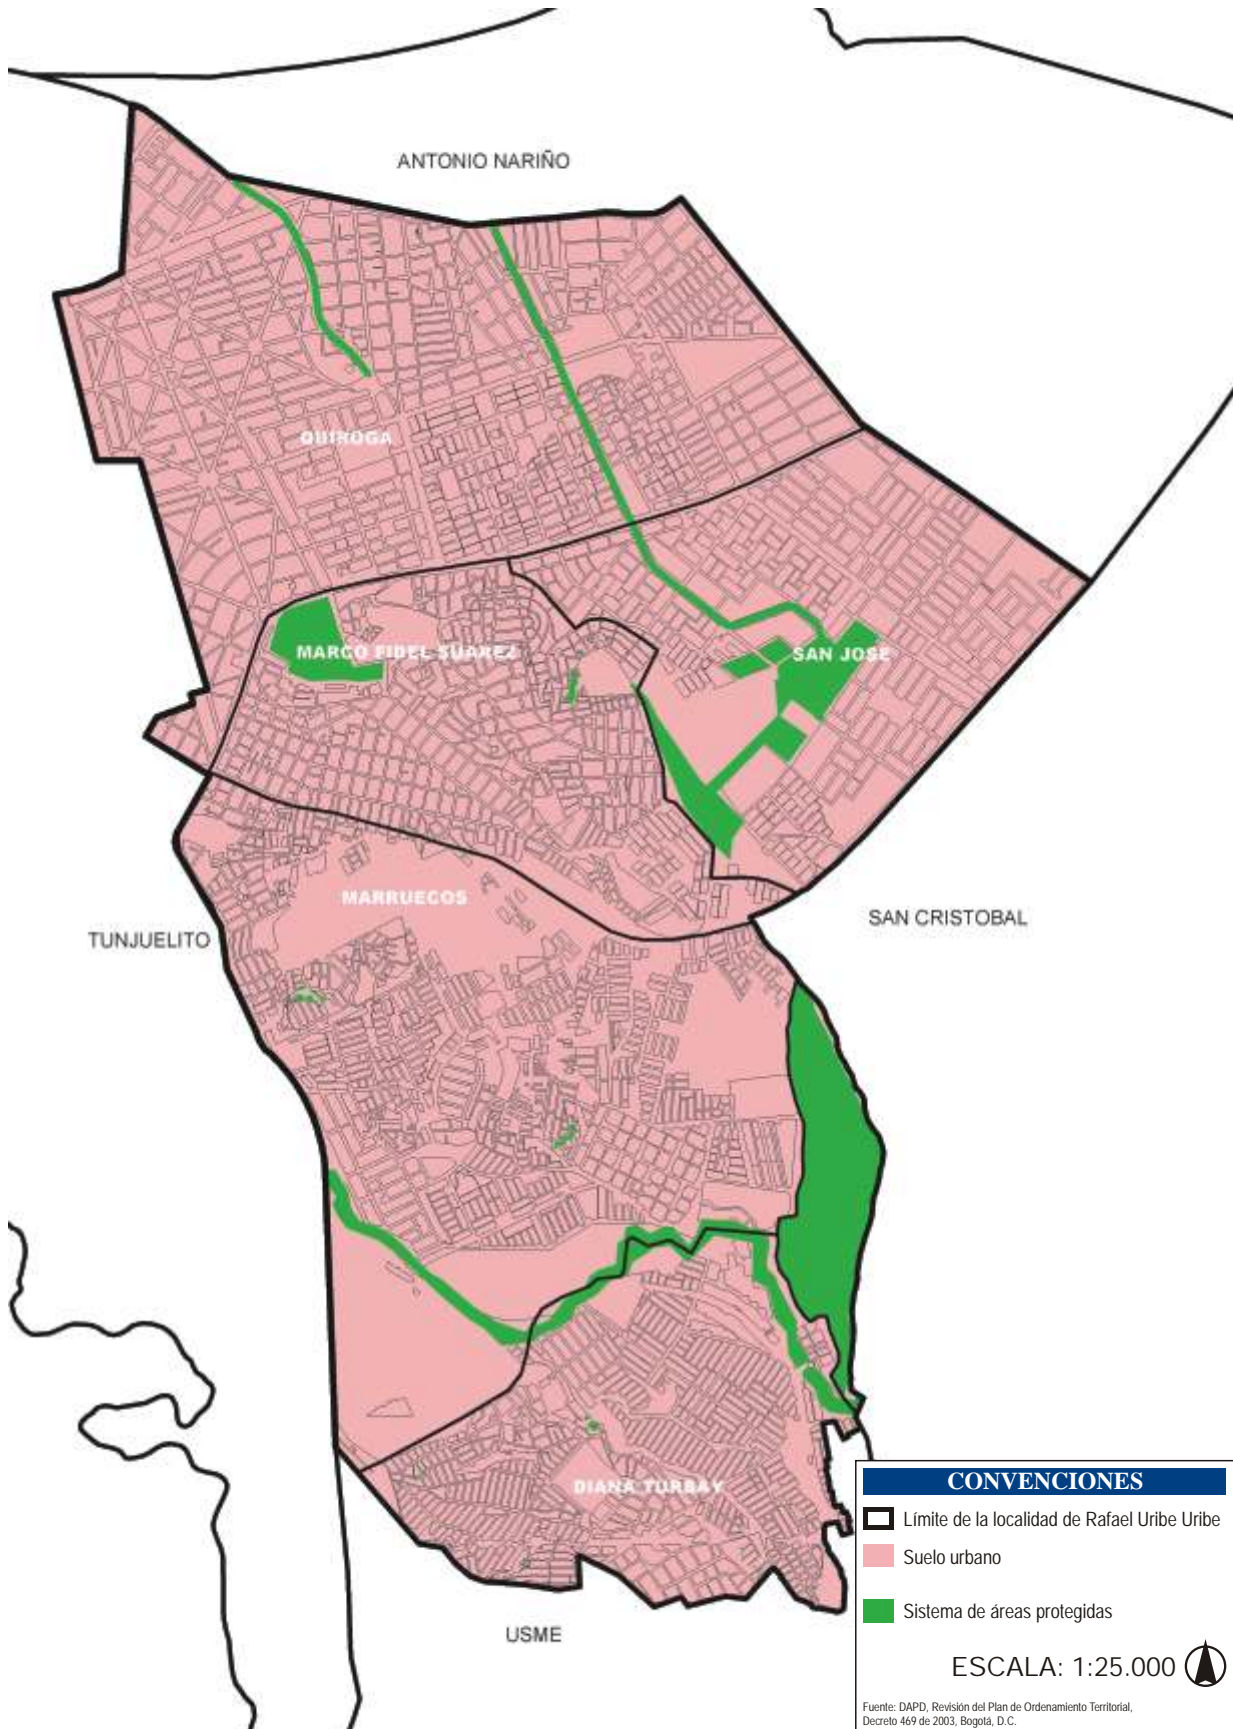 ANTONIO NARIÑO
QUIROGA
MARCO FIDEL SUAREZ
SAN JOSE
MARRUECOS
SAN CRISTOBAL
TUNJUELITO
DIANA TURBAY
USME
CONVENCIONES
Límite de la localidad de Rafael Uribe Uribe
Suelo urbano
Sistema de áreas protegidas
ESCALA: 1:25.000
Fuente: DAPD, Revisión del Plan de Ordenamiento Territorial,
Decreto 469 de 2003, Bogotá, D.C.